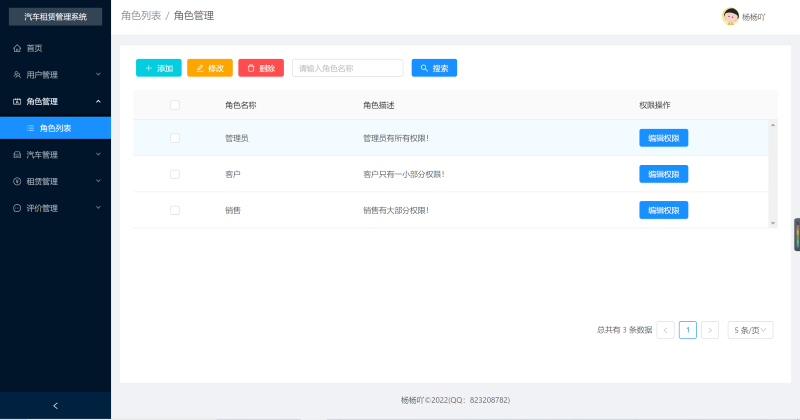 汽车租赁管理系统
角色列表 / 角色管理
杨杨吖
首页
用户管理
角色管理
角色列表
汽车管理
租赁管理
评价管理
添加
修改
删除
请输入角色名称
搜索
角色名称 角色描述 权限操作
管理员 管理员有所有权限! 编辑权限
客户 客户只有一小部分权限! 编辑权限
销售 销售有大部分权限! 编辑权限
总共有 3 条数据 1 5 条/页
杨杨吖©2022(QQ: 823208782)